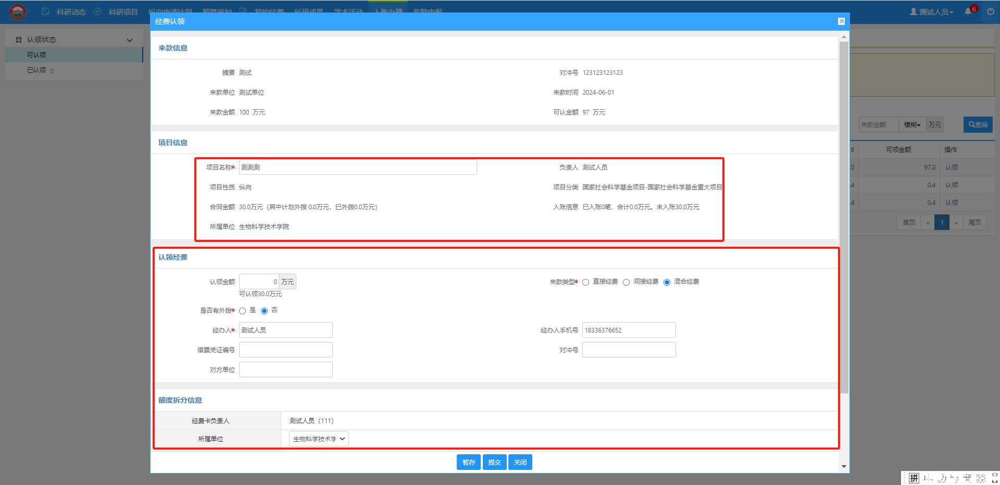 科研动态 科研项目 纵向申请计划 预算追加 我的经费 科研成果 学术活动 入账办理 奖励申报 测试人员 6
经费认领
认领状态
可认领
已认领 0
来款信息
摘要 测试 对冲号 123123123123
来款单位 测试单位 来款时间 2024-06-01
来款金额 100 万元 可认金额 97 万元
来款金额 模糊 万元 查询
项目信息
可领金额 操作
项目名称* 测测测 负责人 测试人员
.0 97.0 认领
项目性质 纵向 项目分类 国家社会科学基金项目-国家社会科学基金重大项目
.4 0.4 认领
合同金额 30.0万元（其中计划外拨 0.0万元，已外拨0.0万元） 入账信息 已入账0笔，合计0.0万元。未入账30.0万元
.4 0.4 认领
首页 « 1 » 尾页
所属单位 生物科学技术学院
认领经费
认领金额 0 万元 来款类型* 直接经费 间接经费 混合经费
可认领30.0万元
是否有外拨* 是 否
经办人* 测试人员 经办人手机号 18336376652
借票凭证编号 对冲号
对方单位
额度拆分信息
经费卡负责人 测试人员（111）
所属单位 生物科学技术学
暂存 提交 关闭
拼